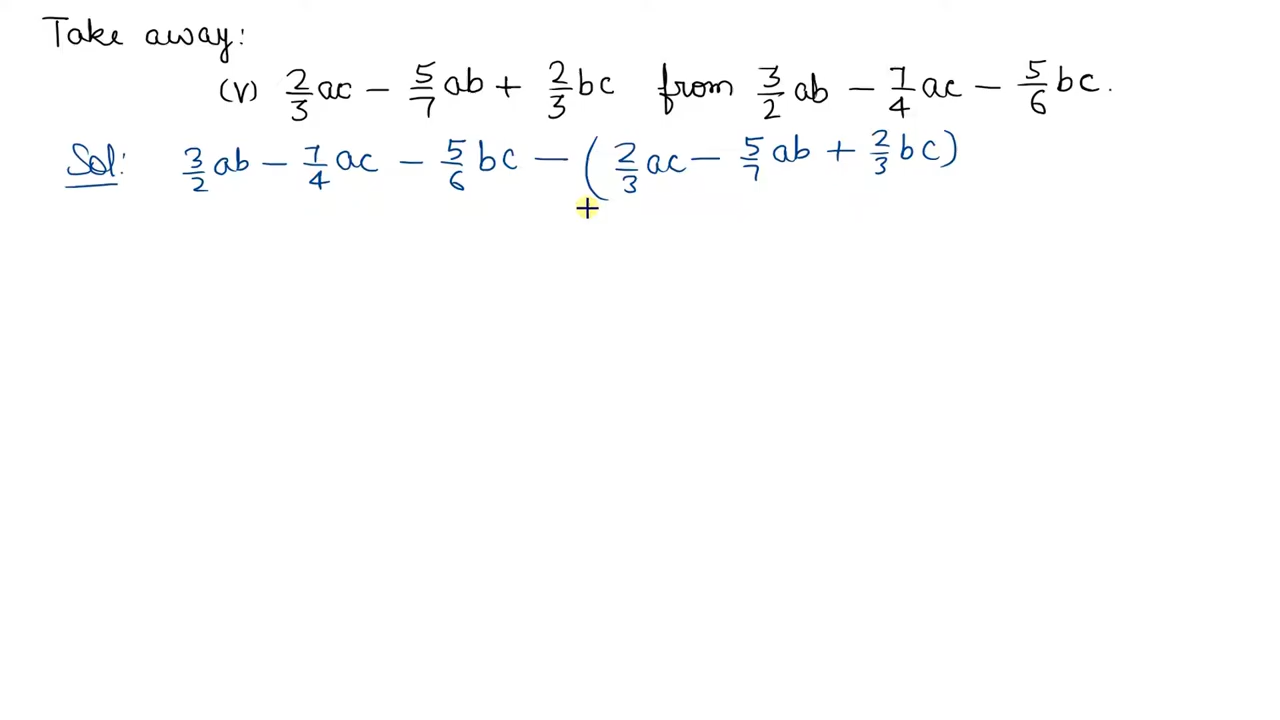 Take away:
(v) 2/3 ac - 5/7 ab + 2/3 bc from 3/2 ab - 7/4 ac - 5/6 bc.
Sol: 3/2 ab - 7/4 ac - 5/6 bc - (2/3 ac - 5/7 ab + 2/3 bc)